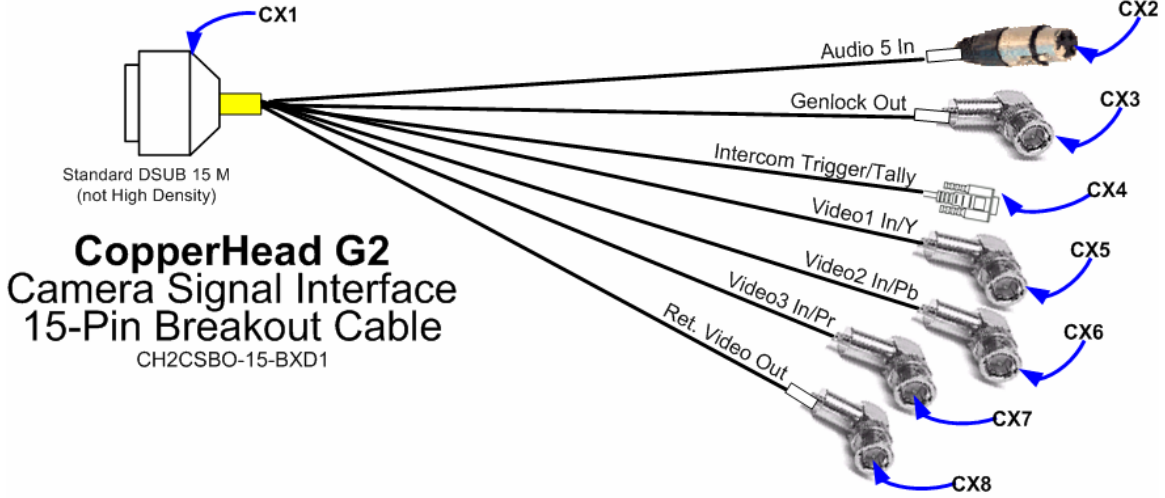 CX1
CX2
Audio 5 In
Genlock Out
CX3
Intercom Trigger/Tally
CX4
Standard DSUB 15 M
(not High Density)
Video1 In/Y
CX5
CopperHead G2
Camera Signal Interface
15-Pin Breakout Cable
CH2CSBO-15-BXD1
Video2 In/Pb
CX6
Video3 In/Pr
CX7
Ret. Video Out
CX8